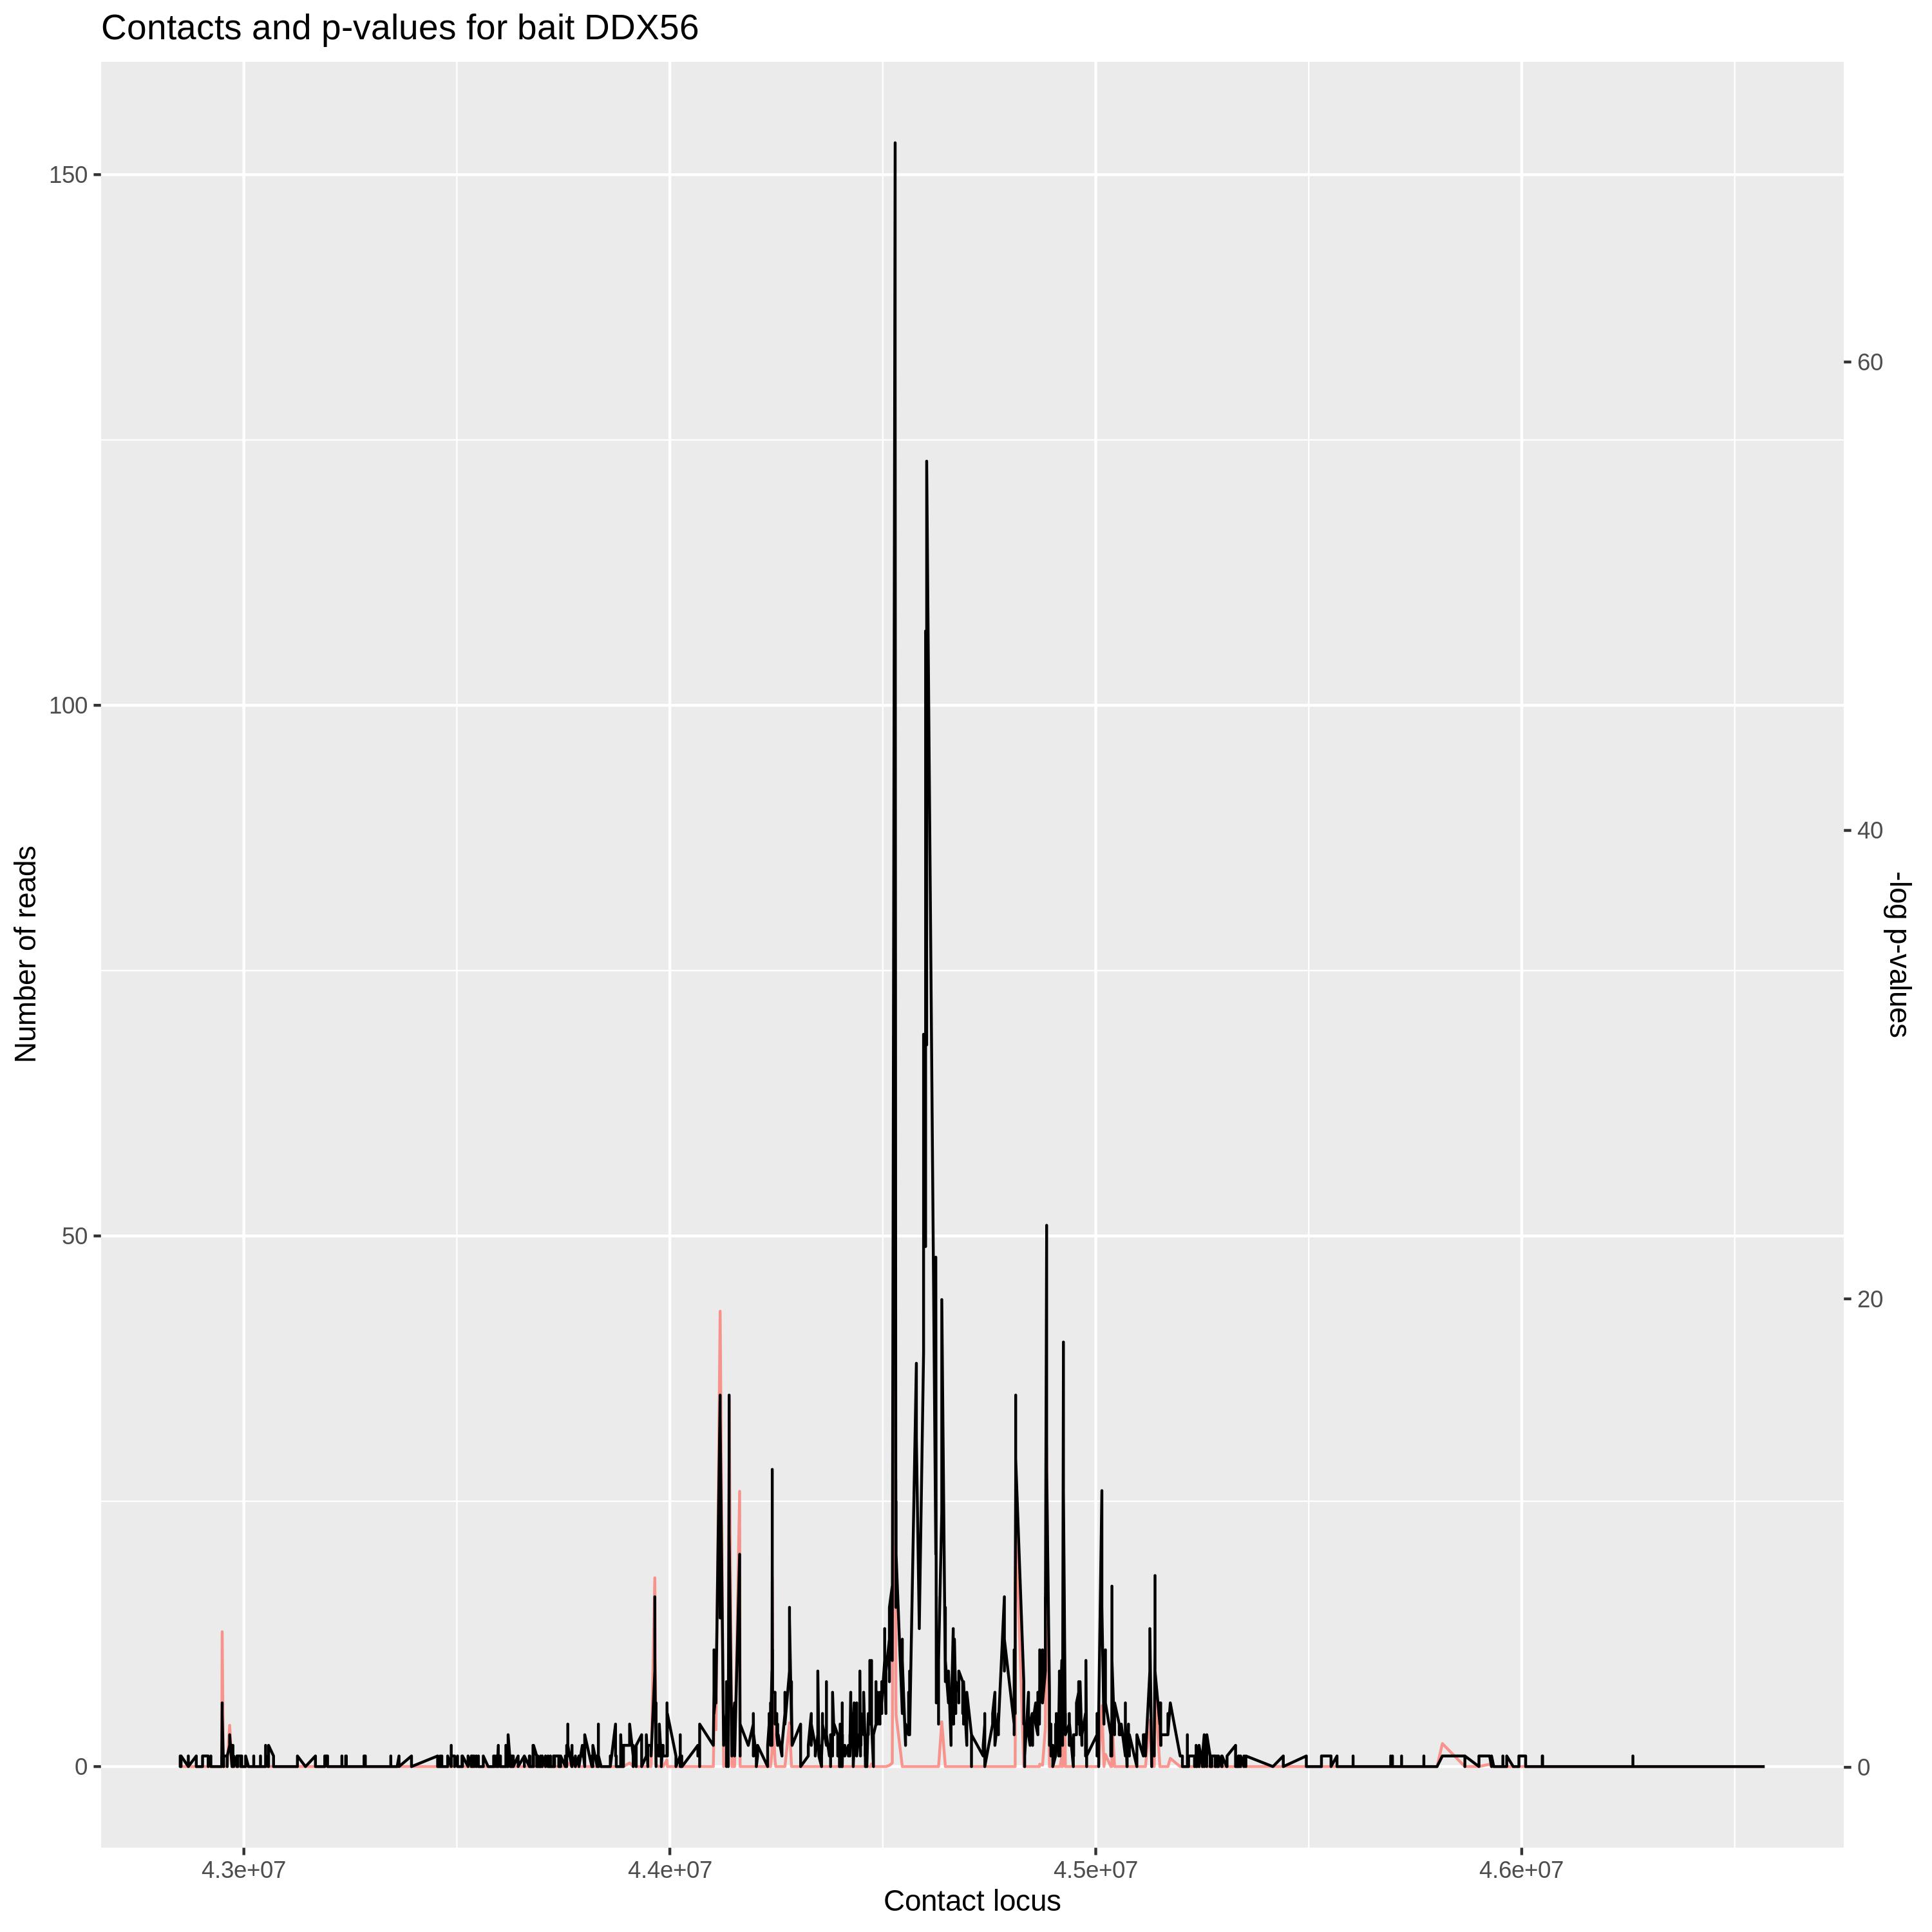 Contacts and p-values for bait DDX56
150
100
50
0
Number of reads
60
40
20
0
-log p-values
4.3e+07
4.4e+07
4.5e+07
4.6e+07
Contact locus